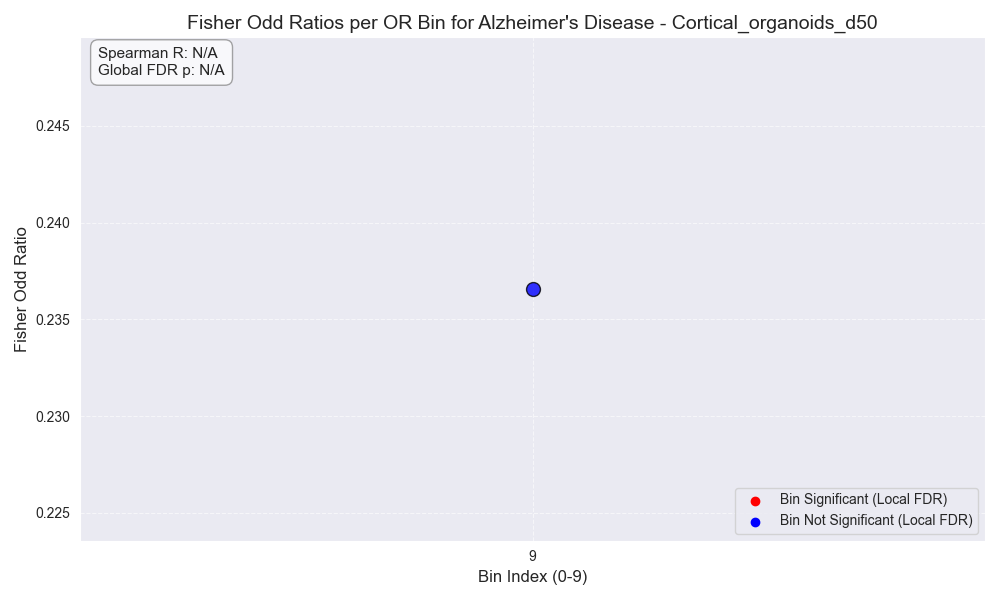 Fisher Odd Ratios per OR Bin for Alzheimer's Disease - Cortical_organoids_d50
Spearman R: N/A
Global FDR p: N/A
Fisher Odd Ratio
0.245
0.240
0.235
0.230
0.225
Bin Significant (Local FDR)
Bin Not Significant (Local FDR)
9
Bin Index (0-9)